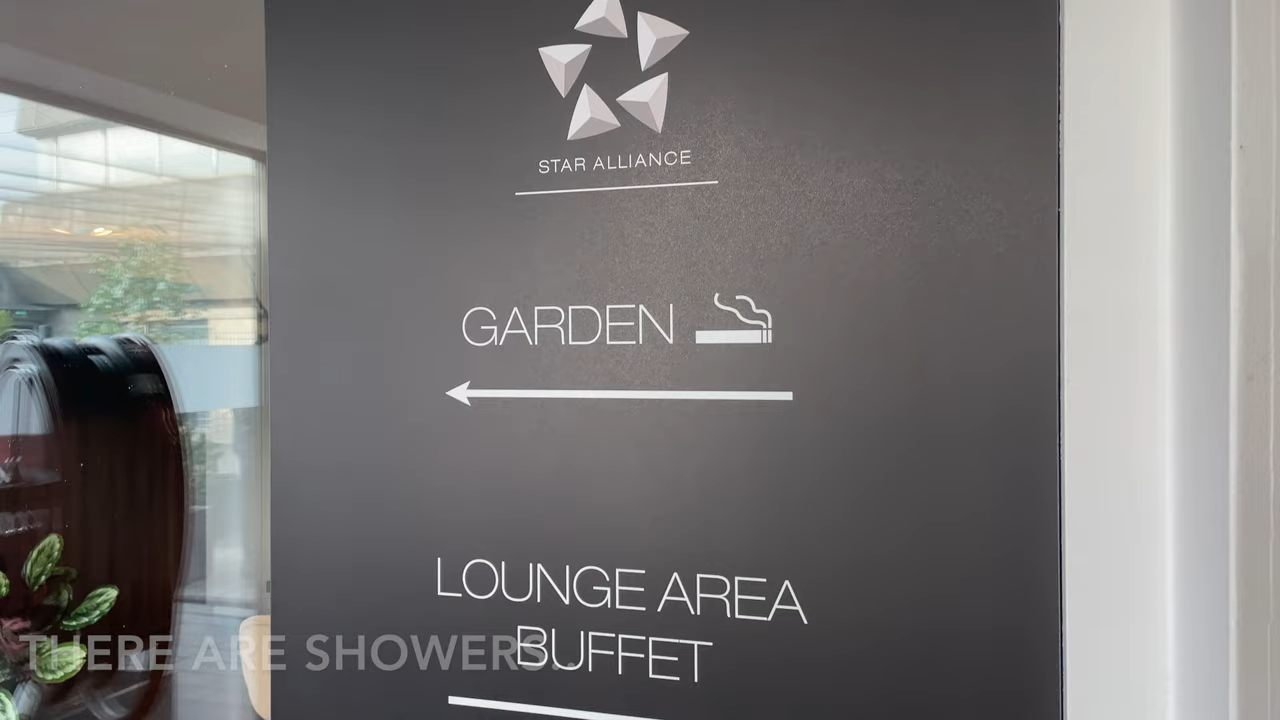 STAR ALLIANCE
GARDEN
LOUNGE AREA
BUFFET
THERE ARE SHOWERS..